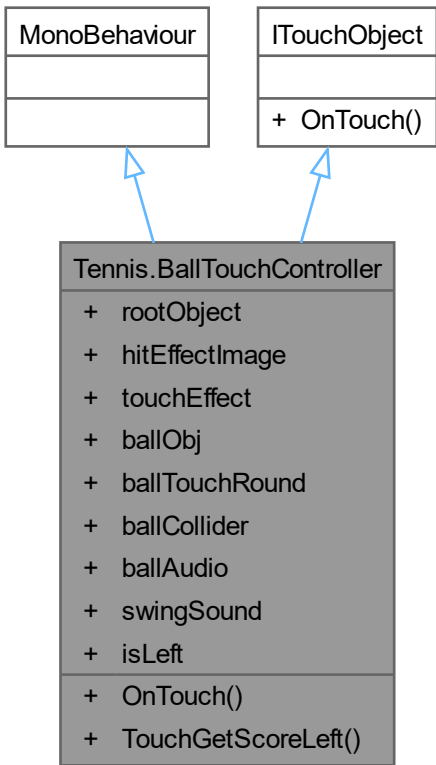 MonoBehaviour
ITouchObject
+ OnTouch()
Tennis.BallTouchController
+ rootObject
+ hitEffectImage
+ touchEffect
+ ballObj
+ ballTouchRound
+ ballCollider
+ ballAudio
+ swingSound
+ isLeft
+ OnTouch()
+ TouchGetScoreLeft()